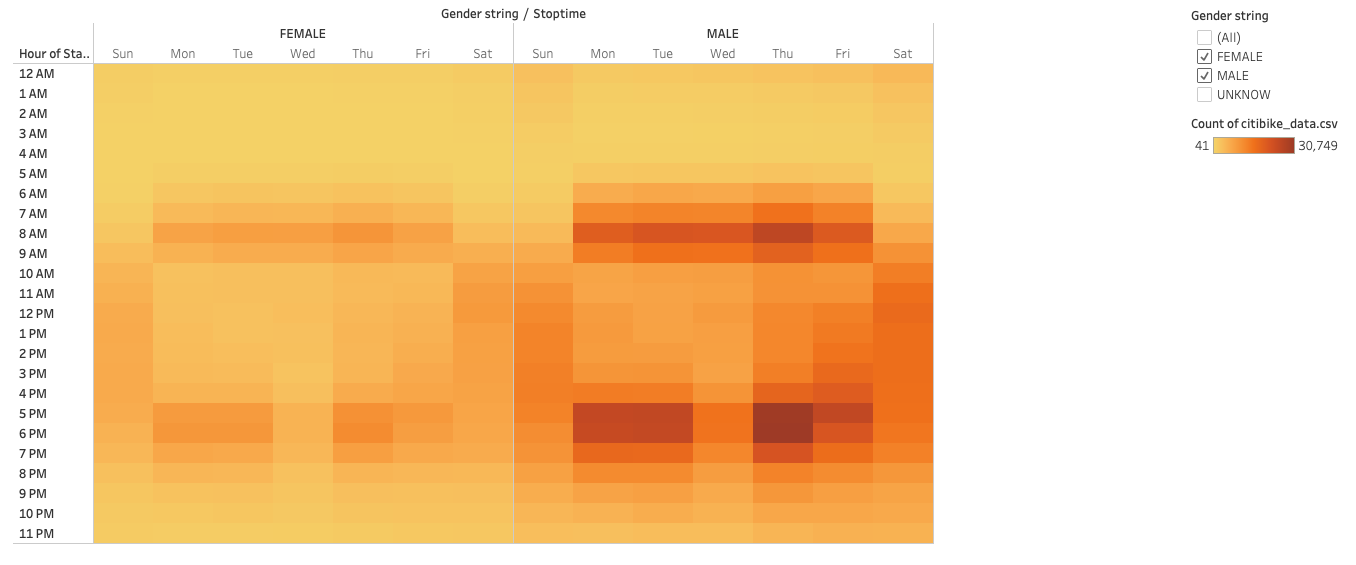 Gender string / Stoptime
FEMALE MALE
Hour of Sta.. Sun Mon Tue Wed Thu Fri Sat Sun Mon Tue Wed Thu Fri Sat
12 AM
1 AM
2 AM
3 AM
4 AM
5 AM
6 AM
7 AM
8 AM
9 AM
10 AM
11 AM
12 PM
1 PM
2 PM
3 PM
4 PM
5 PM
6 PM
7 PM
8 PM
9 PM
10 PM
11 PM
Gender string
(All)
FEMALE
MALE
UNKNOW
Count of citibike_data.csv
41 30,749